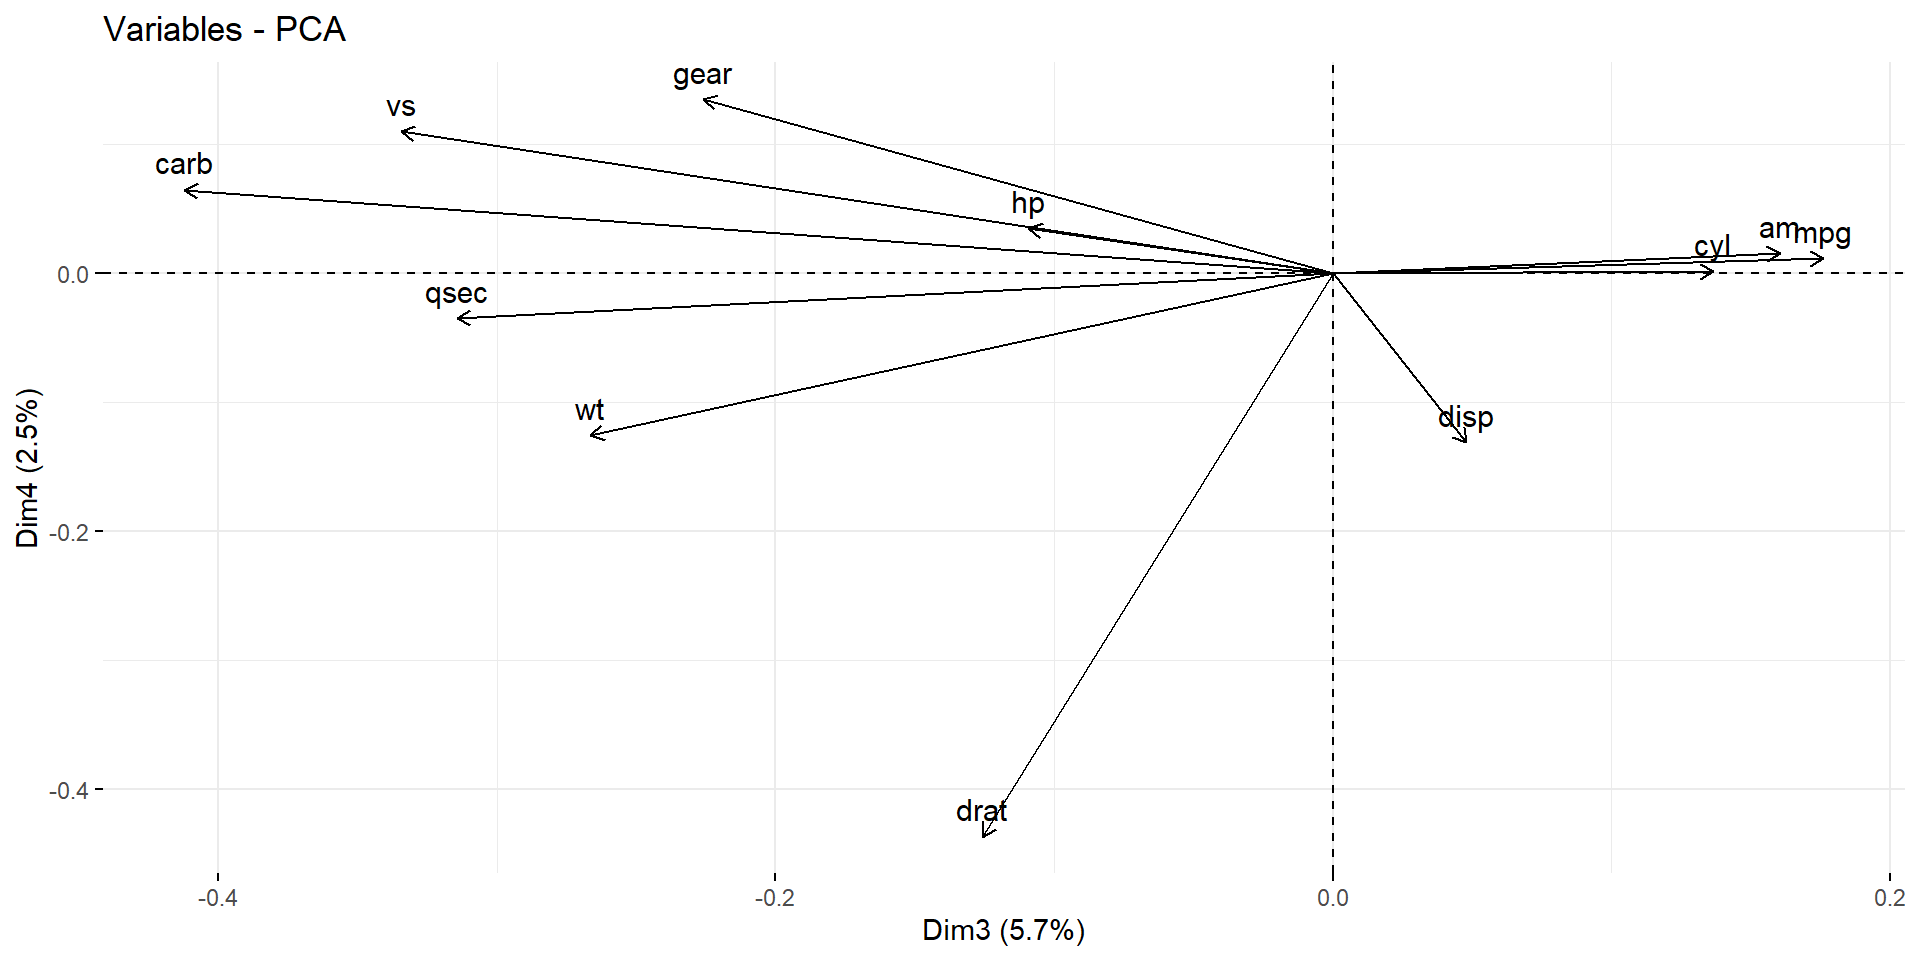 Variables - PCA
gear
vs
carb
hp
am
mpg
cyl
qsec
wt
disp
drat
0.0
-0.2
-0.4
Dim4 (2.5%)
-0.4
-0.2
0.0
0.2
Dim3 (5.7%)